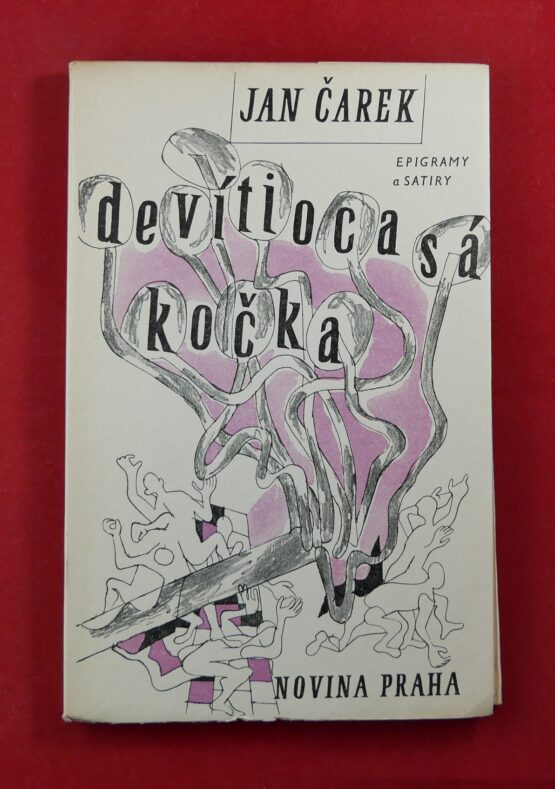 JAN ČAREK
EPIGRAMY
a SATIRY
devítiocasá
kočka
NOVINA PRAHA